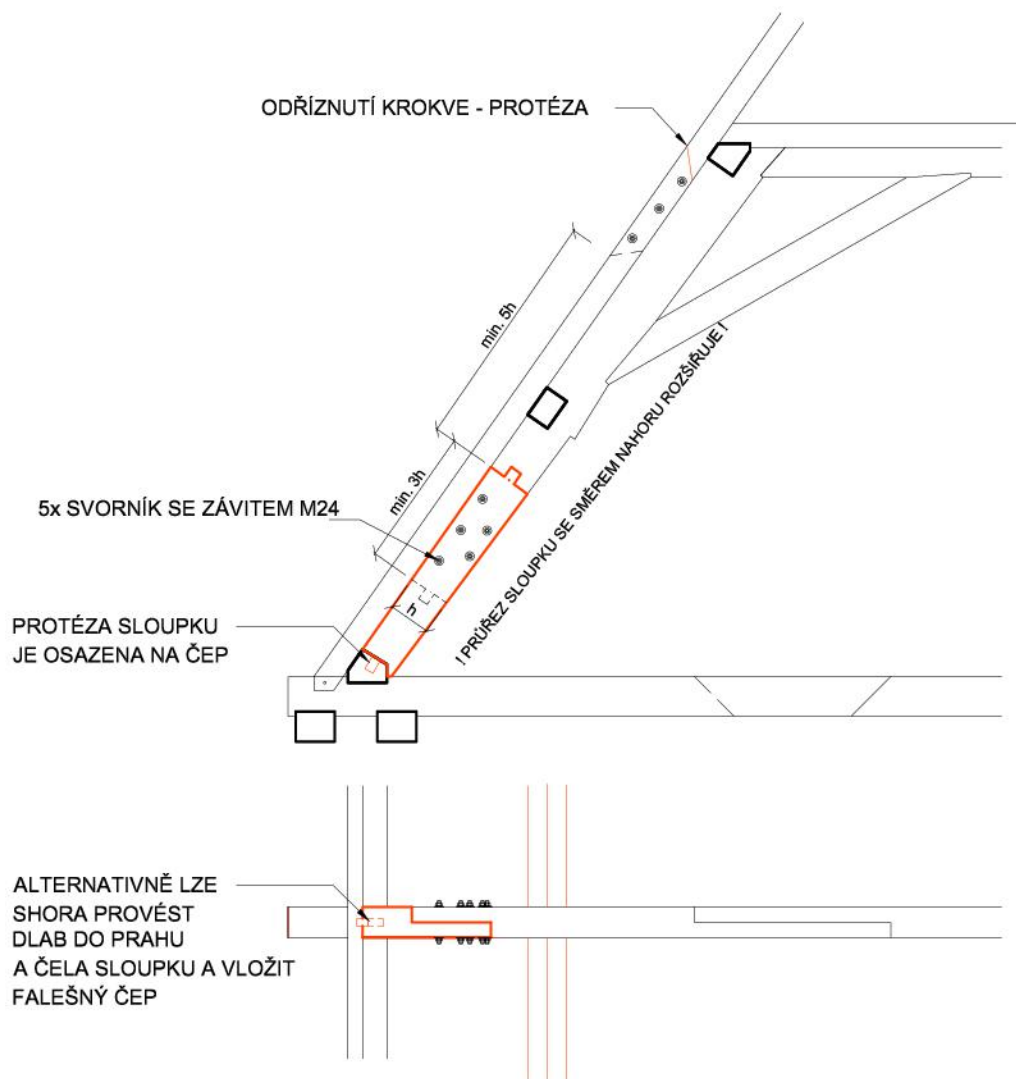 ODŘÍZNUTÍ KROKVE - PROTÉZA
min. 5h
min. 3h
5x SVORNÍK SE ZÁVITEM M24
h
! PRŮŘEZ SLOUPKU SE SMĚREM NAHORU ROZŠIŘUJE !
PROTÉZA SLOUPKU
JE OSAZENA NA ČEP
ALTERNATIVNĚ LZE
SHORA PROVÉST
DLAB DO PRAHU
A ČELA SLOUPKU A VLOŽIT
FALEŠNÝ ČEP